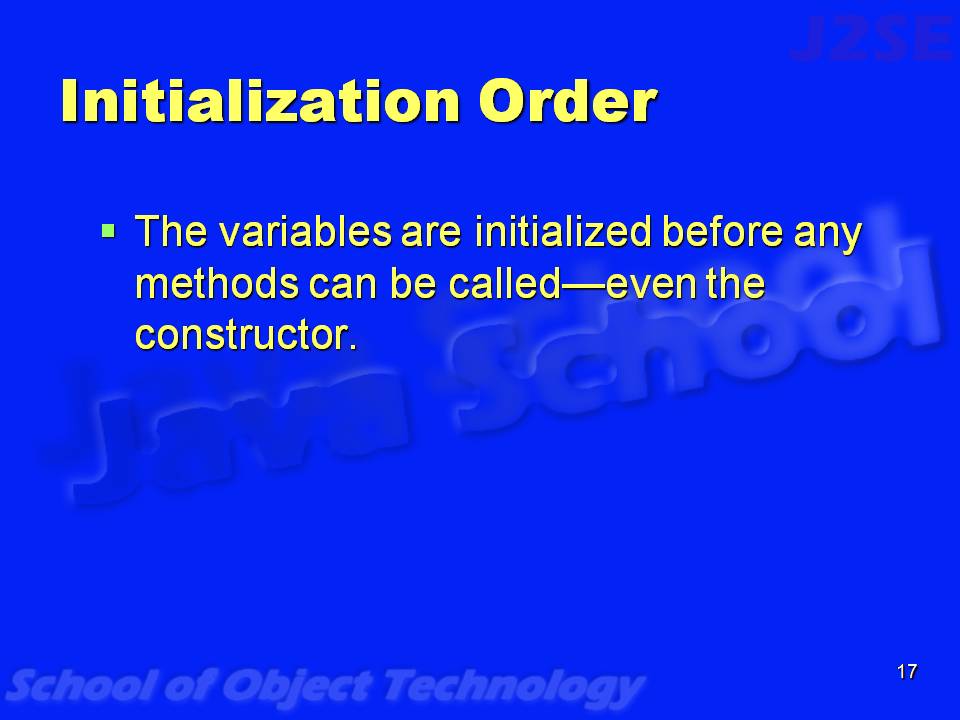 J2SE
Initialization Order
The variables are initialized before any
methods can be called—even the
constructor.
Java School
School of Object Technology
17